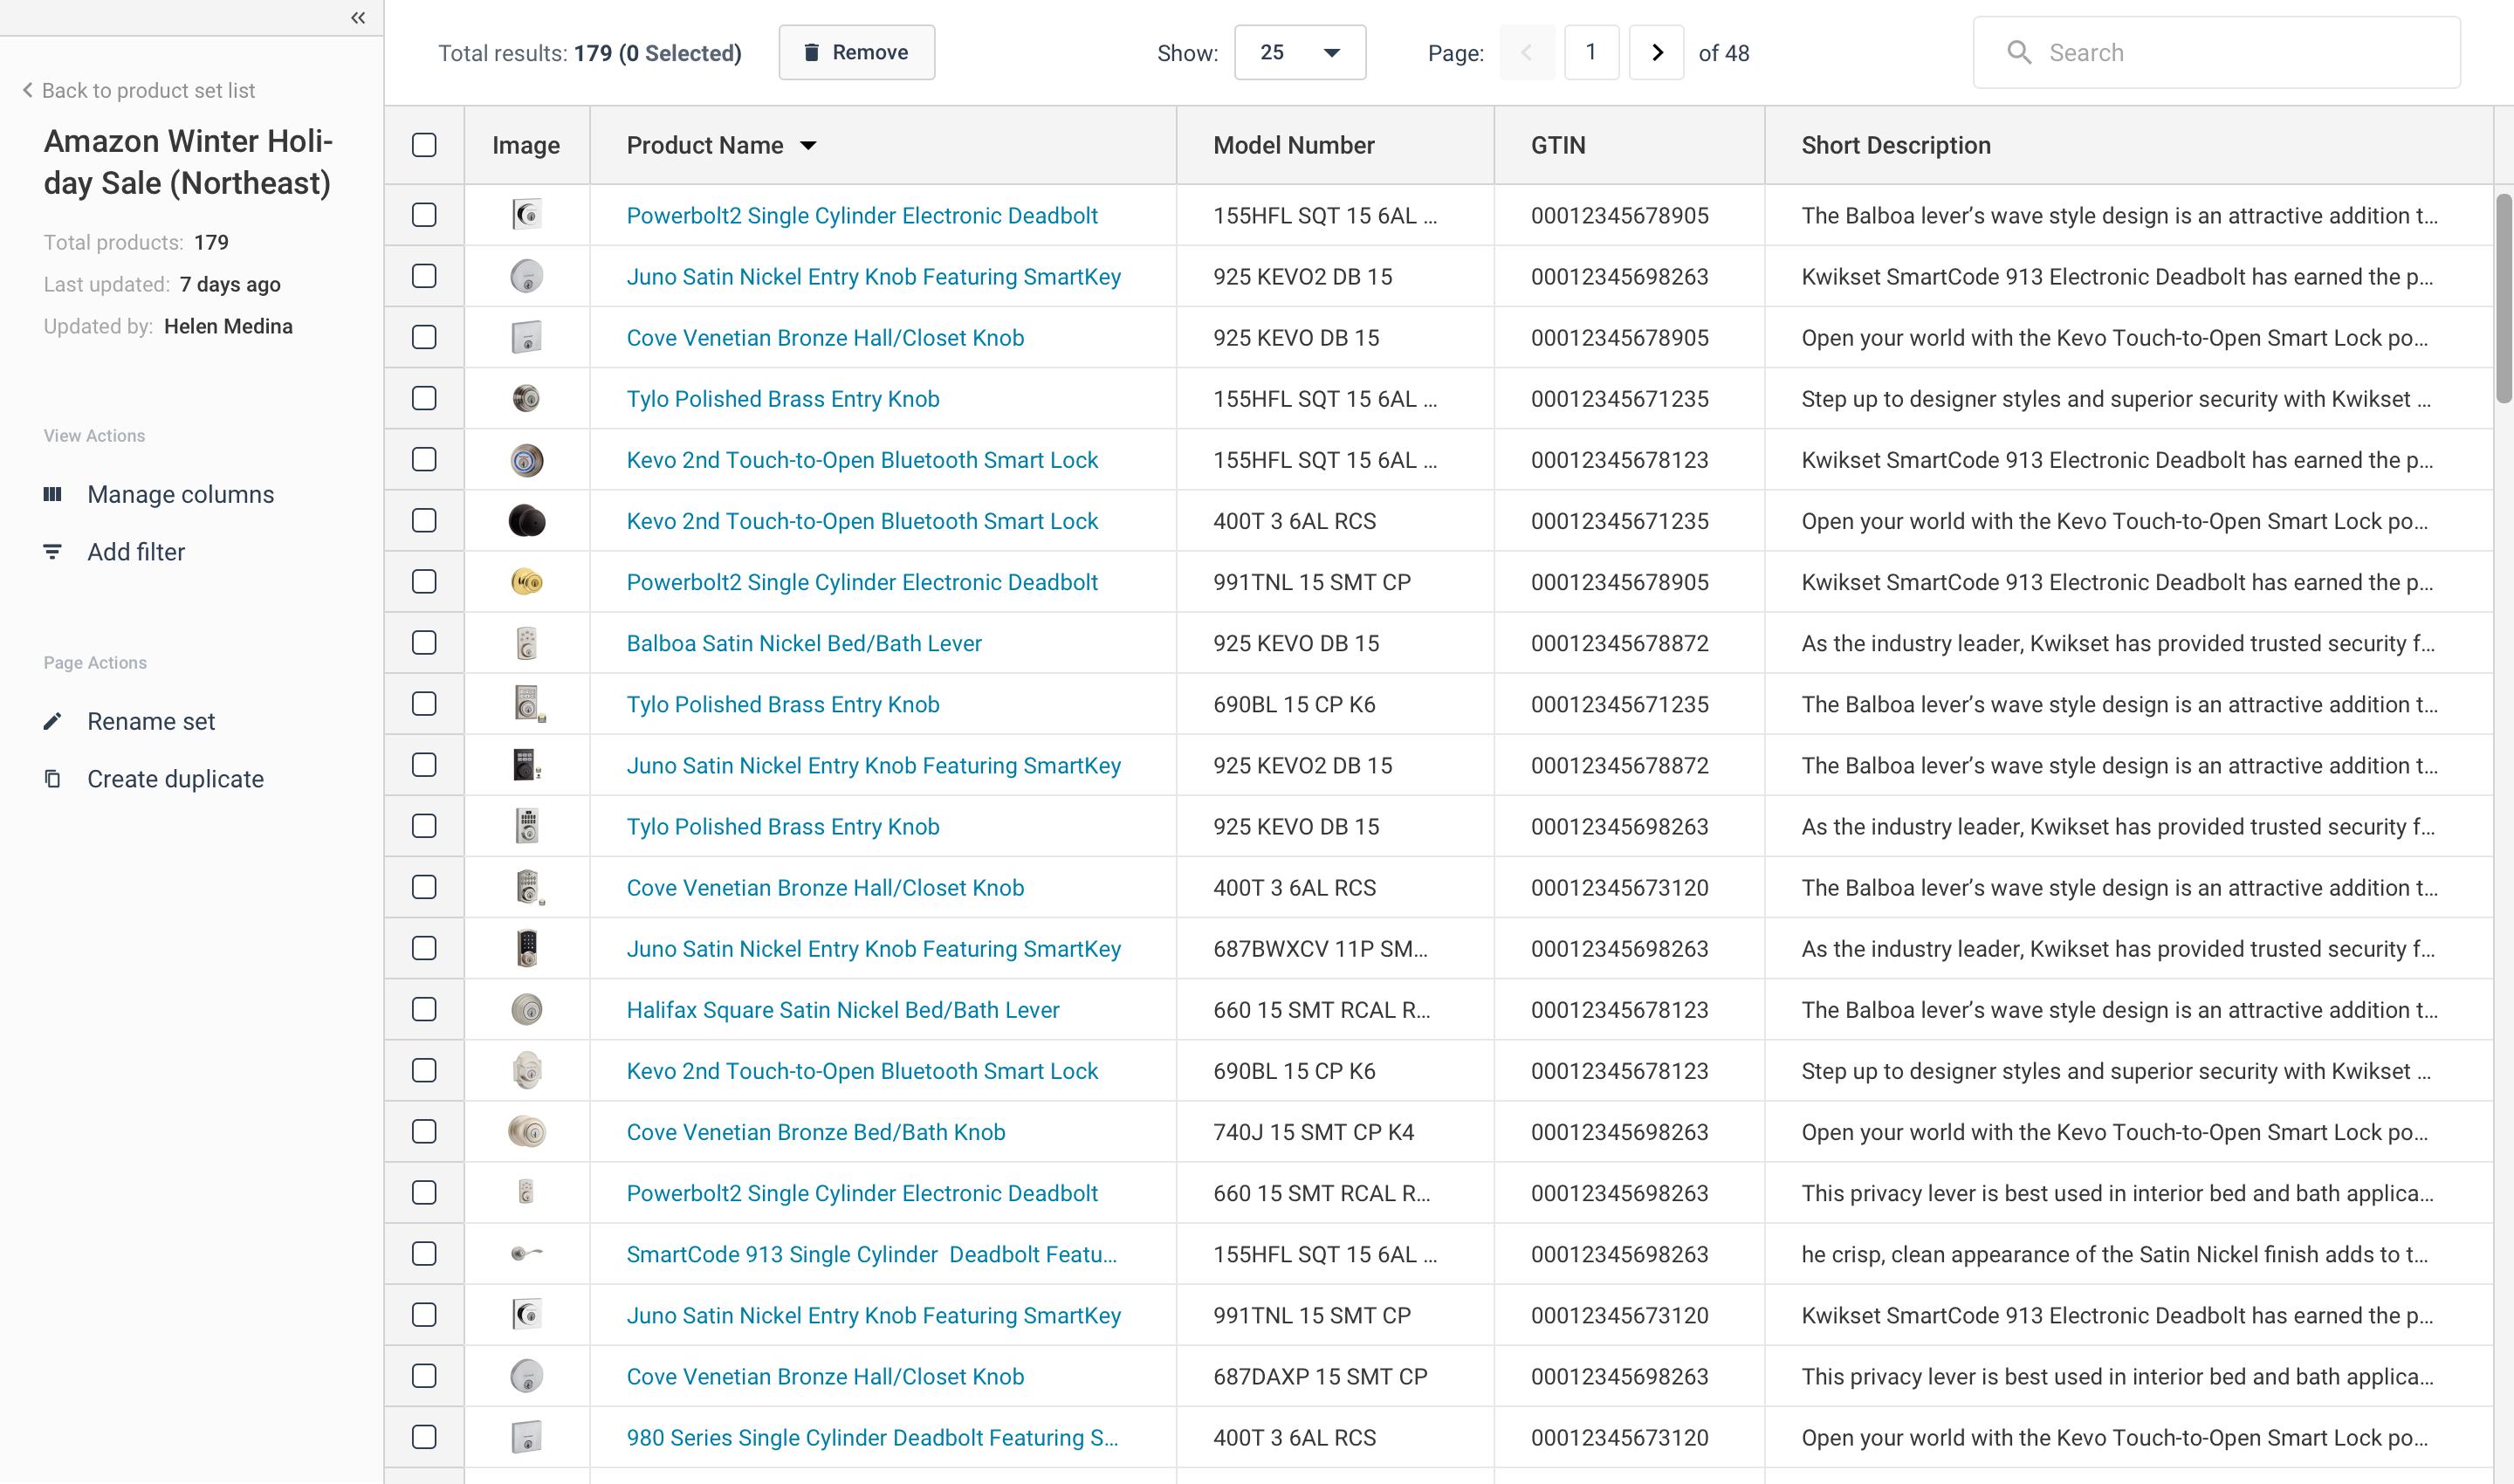 Back to product set list
Amazon Winter Holi-
day Sale (Northeast)
Total products: 179
Last updated: 7 days ago
Updated by: Helen Medina
View Actions
Manage columns
Add filter
Page Actions
Rename set
Create duplicate
Total results: 179 (0 Selected) Remove Show: 25 Page: 1 of 48 Search
Image Product Name Model Number GTIN Short Description
Powerbolt2 Single Cylinder Electronic Deadbolt 155HFL SQT 15 6AL ... 00012345678905 The Balboa lever’s wave style design is an attractive addition t...
Juno Satin Nickel Entry Knob Featuring SmartKey 925 KEVO2 DB 15 00012345698263 Kwikset SmartCode 913 Electronic Deadbolt has earned the p...
Cove Venetian Bronze Hall/Closet Knob 925 KEVO DB 15 00012345678905 Open your world with the Kevo Touch-to-Open Smart Lock po...
Tylo Polished Brass Entry Knob 155HFL SQT 15 6AL ... 00012345671235 Step up to designer styles and superior security with Kwikset ...
Kevo 2nd Touch-to-Open Bluetooth Smart Lock 155HFL SQT 15 6AL ... 00012345678123 Kwikset SmartCode 913 Electronic Deadbolt has earned the p...
Kevo 2nd Touch-to-Open Bluetooth Smart Lock 400T 3 6AL RCS 00012345671235 Open your world with the Kevo Touch-to-Open Smart Lock po...
Powerbolt2 Single Cylinder Electronic Deadbolt 991TNL 15 SMT CP 00012345678905 Kwikset SmartCode 913 Electronic Deadbolt has earned the p...
Balboa Satin Nickel Bed/Bath Lever 925 KEVO DB 15 00012345678872 As the industry leader, Kwikset has provided trusted security f...
Tylo Polished Brass Entry Knob 690BL 15 CP K6 00012345671235 The Balboa lever’s wave style design is an attractive addition t...
Juno Satin Nickel Entry Knob Featuring SmartKey 925 KEVO2 DB 15 00012345678872 The Balboa lever’s wave style design is an attractive addition t...
Tylo Polished Brass Entry Knob 925 KEVO DB 15 00012345698263 As the industry leader, Kwikset has provided trusted security f...
Cove Venetian Bronze Hall/Closet Knob 400T 3 6AL RCS 00012345673120 The Balboa lever’s wave style design is an attractive addition t...
Juno Satin Nickel Entry Knob Featuring SmartKey 687BWXCV 11P SM... 00012345698263 As the industry leader, Kwikset has provided trusted security f...
Halifax Square Satin Nickel Bed/Bath Lever 660 15 SMT RCAL R... 00012345678123 The Balboa lever’s wave style design is an attractive addition t...
Kevo 2nd Touch-to-Open Bluetooth Smart Lock 690BL 15 CP K6 00012345678123 Step up to designer styles and superior security with Kwikset ...
Cove Venetian Bronze Bed/Bath Knob 740J 15 SMT CP K4 00012345698263 Open your world with the Kevo Touch-to-Open Smart Lock po...
Powerbolt2 Single Cylinder Electronic Deadbolt 660 15 SMT RCAL R... 00012345698263 This privacy lever is best used in interior bed and bath applica...
SmartCode 913 Single Cylinder Deadbolt Featu... 155HFL SQT 15 6AL ... 00012345698263 he crisp, clean appearance of the Satin Nickel finish adds to t...
Juno Satin Nickel Entry Knob Featuring SmartKey 991TNL 15 SMT CP 00012345673120 Kwikset SmartCode 913 Electronic Deadbolt has earned the p...
Cove Venetian Bronze Hall/Closet Knob 687DAXP 15 SMT CP 00012345698263 This privacy lever is best used in interior bed and bath applica...
980 Series Single Cylinder Deadbolt Featuring S... 400T 3 6AL RCS 00012345673120 Open your world with the Kevo Touch-to-Open Smart Lock po...